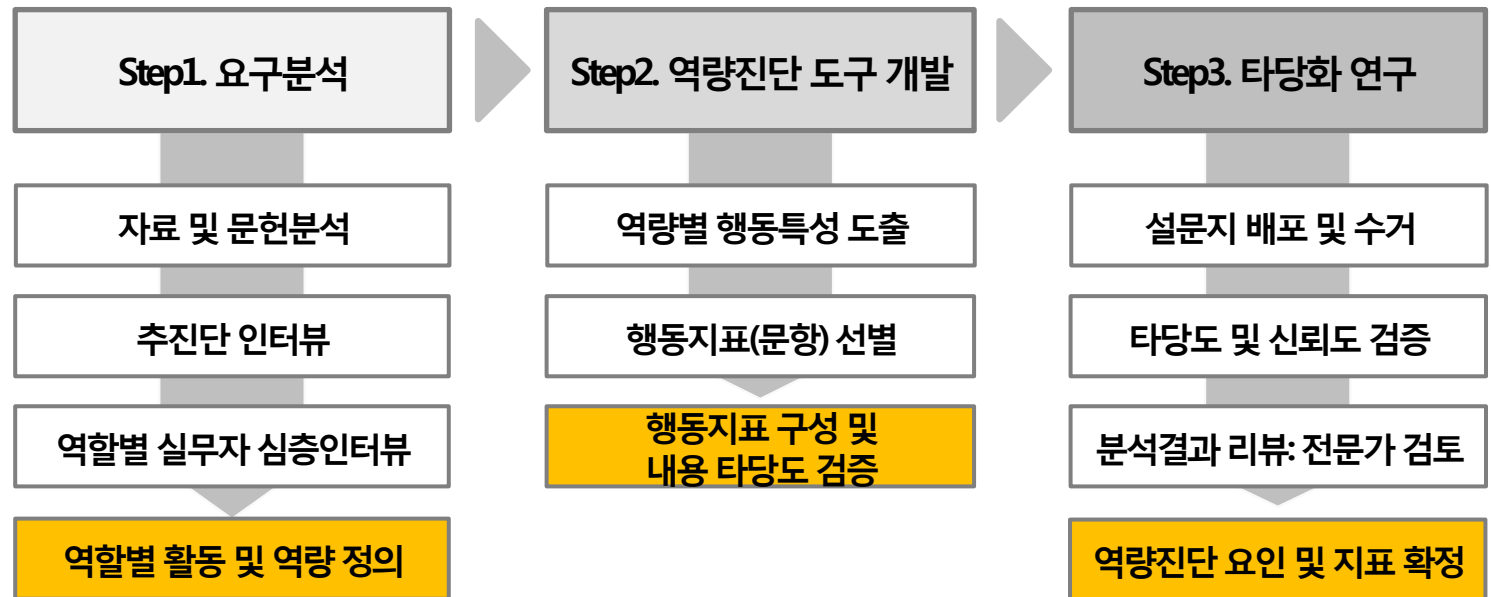 Step1. 요구분석
자료 및 문헌분석
추진단 인터뷰
역할별 실무자 심층인터뷰
역할별 활동 및 역량 정의
Step2. 역량진단 도구 개발
역량별 행동특성 도출
행동지표(문항) 선별
행동지표 구성 및
내용 타당도 검증
Step3. 타당화 연구
설문지 배포 및 수거
타당도 및 신뢰도 검증
분석결과 리뷰: 전문가 검토
역량진단 요인 및 지표 확정